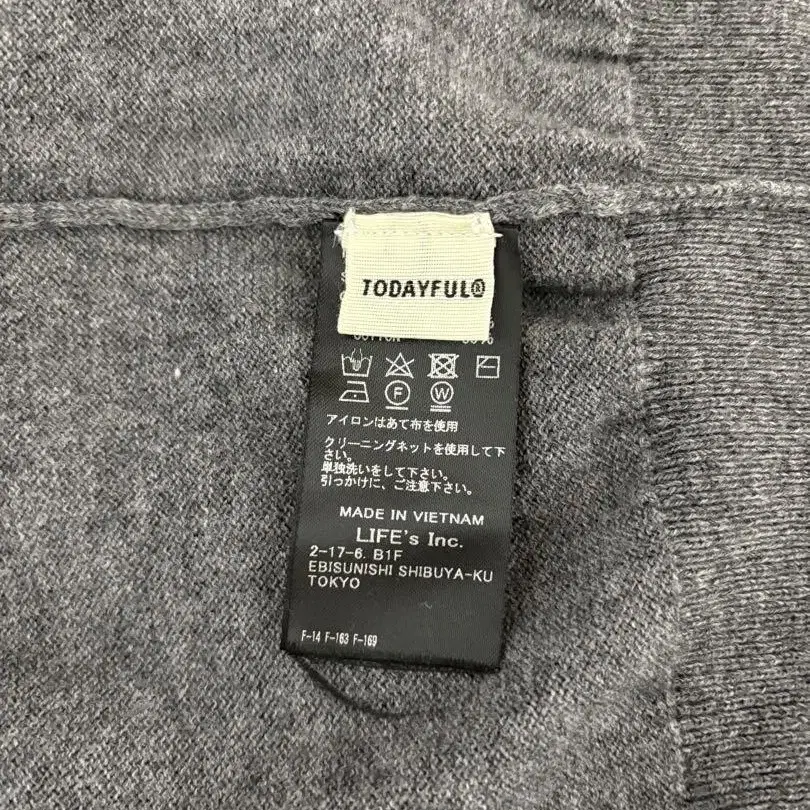 TODAYFUL®
COTTON
F
W
アイロンはあて布を使用
クリーニングネットを使用して下
さい。
単独洗いをして下さい。
引っかけに、ご注意下さい。
MADE IN VIETNAM
LIFE's Inc.
2-17-6. B1F
EBISUNISHI SHIBUYA-KU
TOKYO
F-14 F-163 F-169